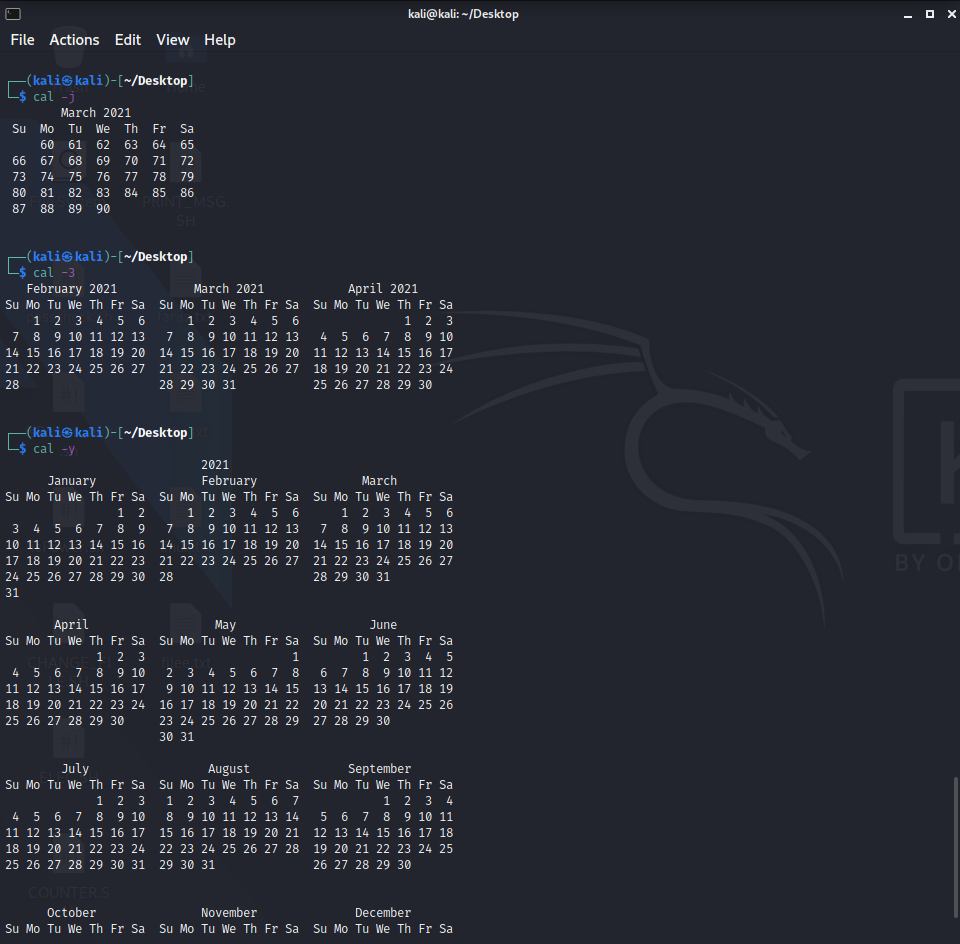 kali@kali: ~/Desktop
File Actions Edit View Help
┌──(kali㉿kali)-[~/Desktop]
└─$ cal -j
       March 2021
 Su  Mo  Tu  We  Th  Fr  Sa
     60  61  62  63  64  65
 66  67  68  69  70  71  72
 73  74  75  76  77  78  79
 80  81  82  83  84  85  86
 87  88  89  90
┌──(kali㉿kali)-[~/Desktop]
└─$ cal -3
   February 2021           March 2021            April 2021
Su Mo Tu We Th Fr Sa  Su Mo Tu We Th Fr Sa  Su Mo Tu We Th Fr Sa
    1  2  3  4  5  6      1  2  3  4  5  6               1  2  3
 7  8  9 10 11 12 13   7  8  9 10 11 12 13   4  5  6  7  8  9 10
14 15 16 17 18 19 20  14 15 16 17 18 19 20  11 12 13 14 15 16 17
21 22 23 24 25 26 27  21 22 23 24 25 26 27  18 19 20 21 22 23 24
28                    28 29 30 31           25 26 27 28 29 30
┌──(kali㉿kali)-[~/Desktop]
└─$ cal -y
                            2021
      January               February               March
Su Mo Tu We Th Fr Sa  Su Mo Tu We Th Fr Sa  Su Mo Tu We Th Fr Sa
                1  2      1  2  3  4  5  6      1  2  3  4  5  6
 3  4  5  6  7  8  9   7  8  9 10 11 12 13   7  8  9 10 11 12 13
10 11 12 13 14 15 16  14 15 16 17 18 19 20  14 15 16 17 18 19 20
17 18 19 20 21 22 23  21 22 23 24 25 26 27  21 22 23 24 25 26 27
24 25 26 27 28 29 30  28                    28 29 30 31
31
       April                  May                   June
Su Mo Tu We Th Fr Sa  Su Mo Tu We Th Fr Sa  Su Mo Tu We Th Fr Sa
             1  2  3                     1         1  2  3  4  5
 4  5  6  7  8  9 10   2  3  4  5  6  7  8   6  7  8  9 10 11 12
11 12 13 14 15 16 17   9 10 11 12 13 14 15  13 14 15 16 17 18 19
18 19 20 21 22 23 24  16 17 18 19 20 21 22  20 21 22 23 24 25 26
25 26 27 28 29 30     23 24 25 26 27 28 29  27 28 29 30
                      30 31
        July                 August              September
Su Mo Tu We Th Fr Sa  Su Mo Tu We Th Fr Sa  Su Mo Tu We Th Fr Sa
             1  2  3   1  2  3  4  5  6  7            1  2  3  4
 4  5  6  7  8  9 10   8  9 10 11 12 13 14   5  6  7  8  9 10 11
11 12 13 14 15 16 17  15 16 17 18 19 20 21  12 13 14 15 16 17 18
18 19 20 21 22 23 24  22 23 24 25 26 27 28  19 20 21 22 23 24 25
25 26 27 28 29 30 31  29 30 31              26 27 28 29 30
      October               November              December
Su Mo Tu We Th Fr Sa  Su Mo Tu We Th Fr Sa  Su Mo Tu We Th Fr Sa
PRINT_MSG.
SH
BY O
COUNTER.S